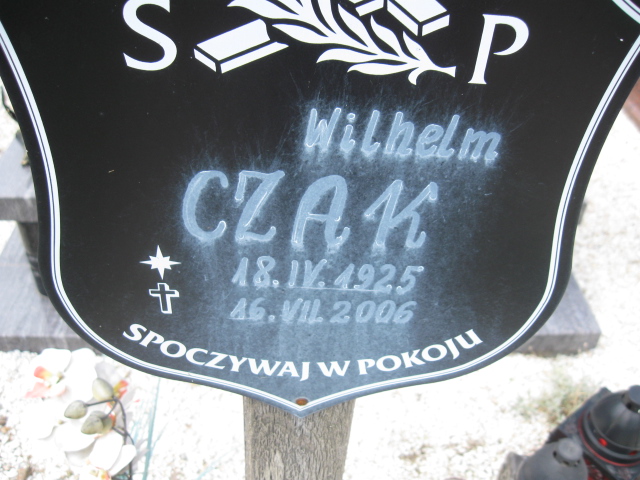 S P
Wilhelm
CZAK
18.IV.1925
16.VII.2006
SPOCZYWAJ W POKOJU